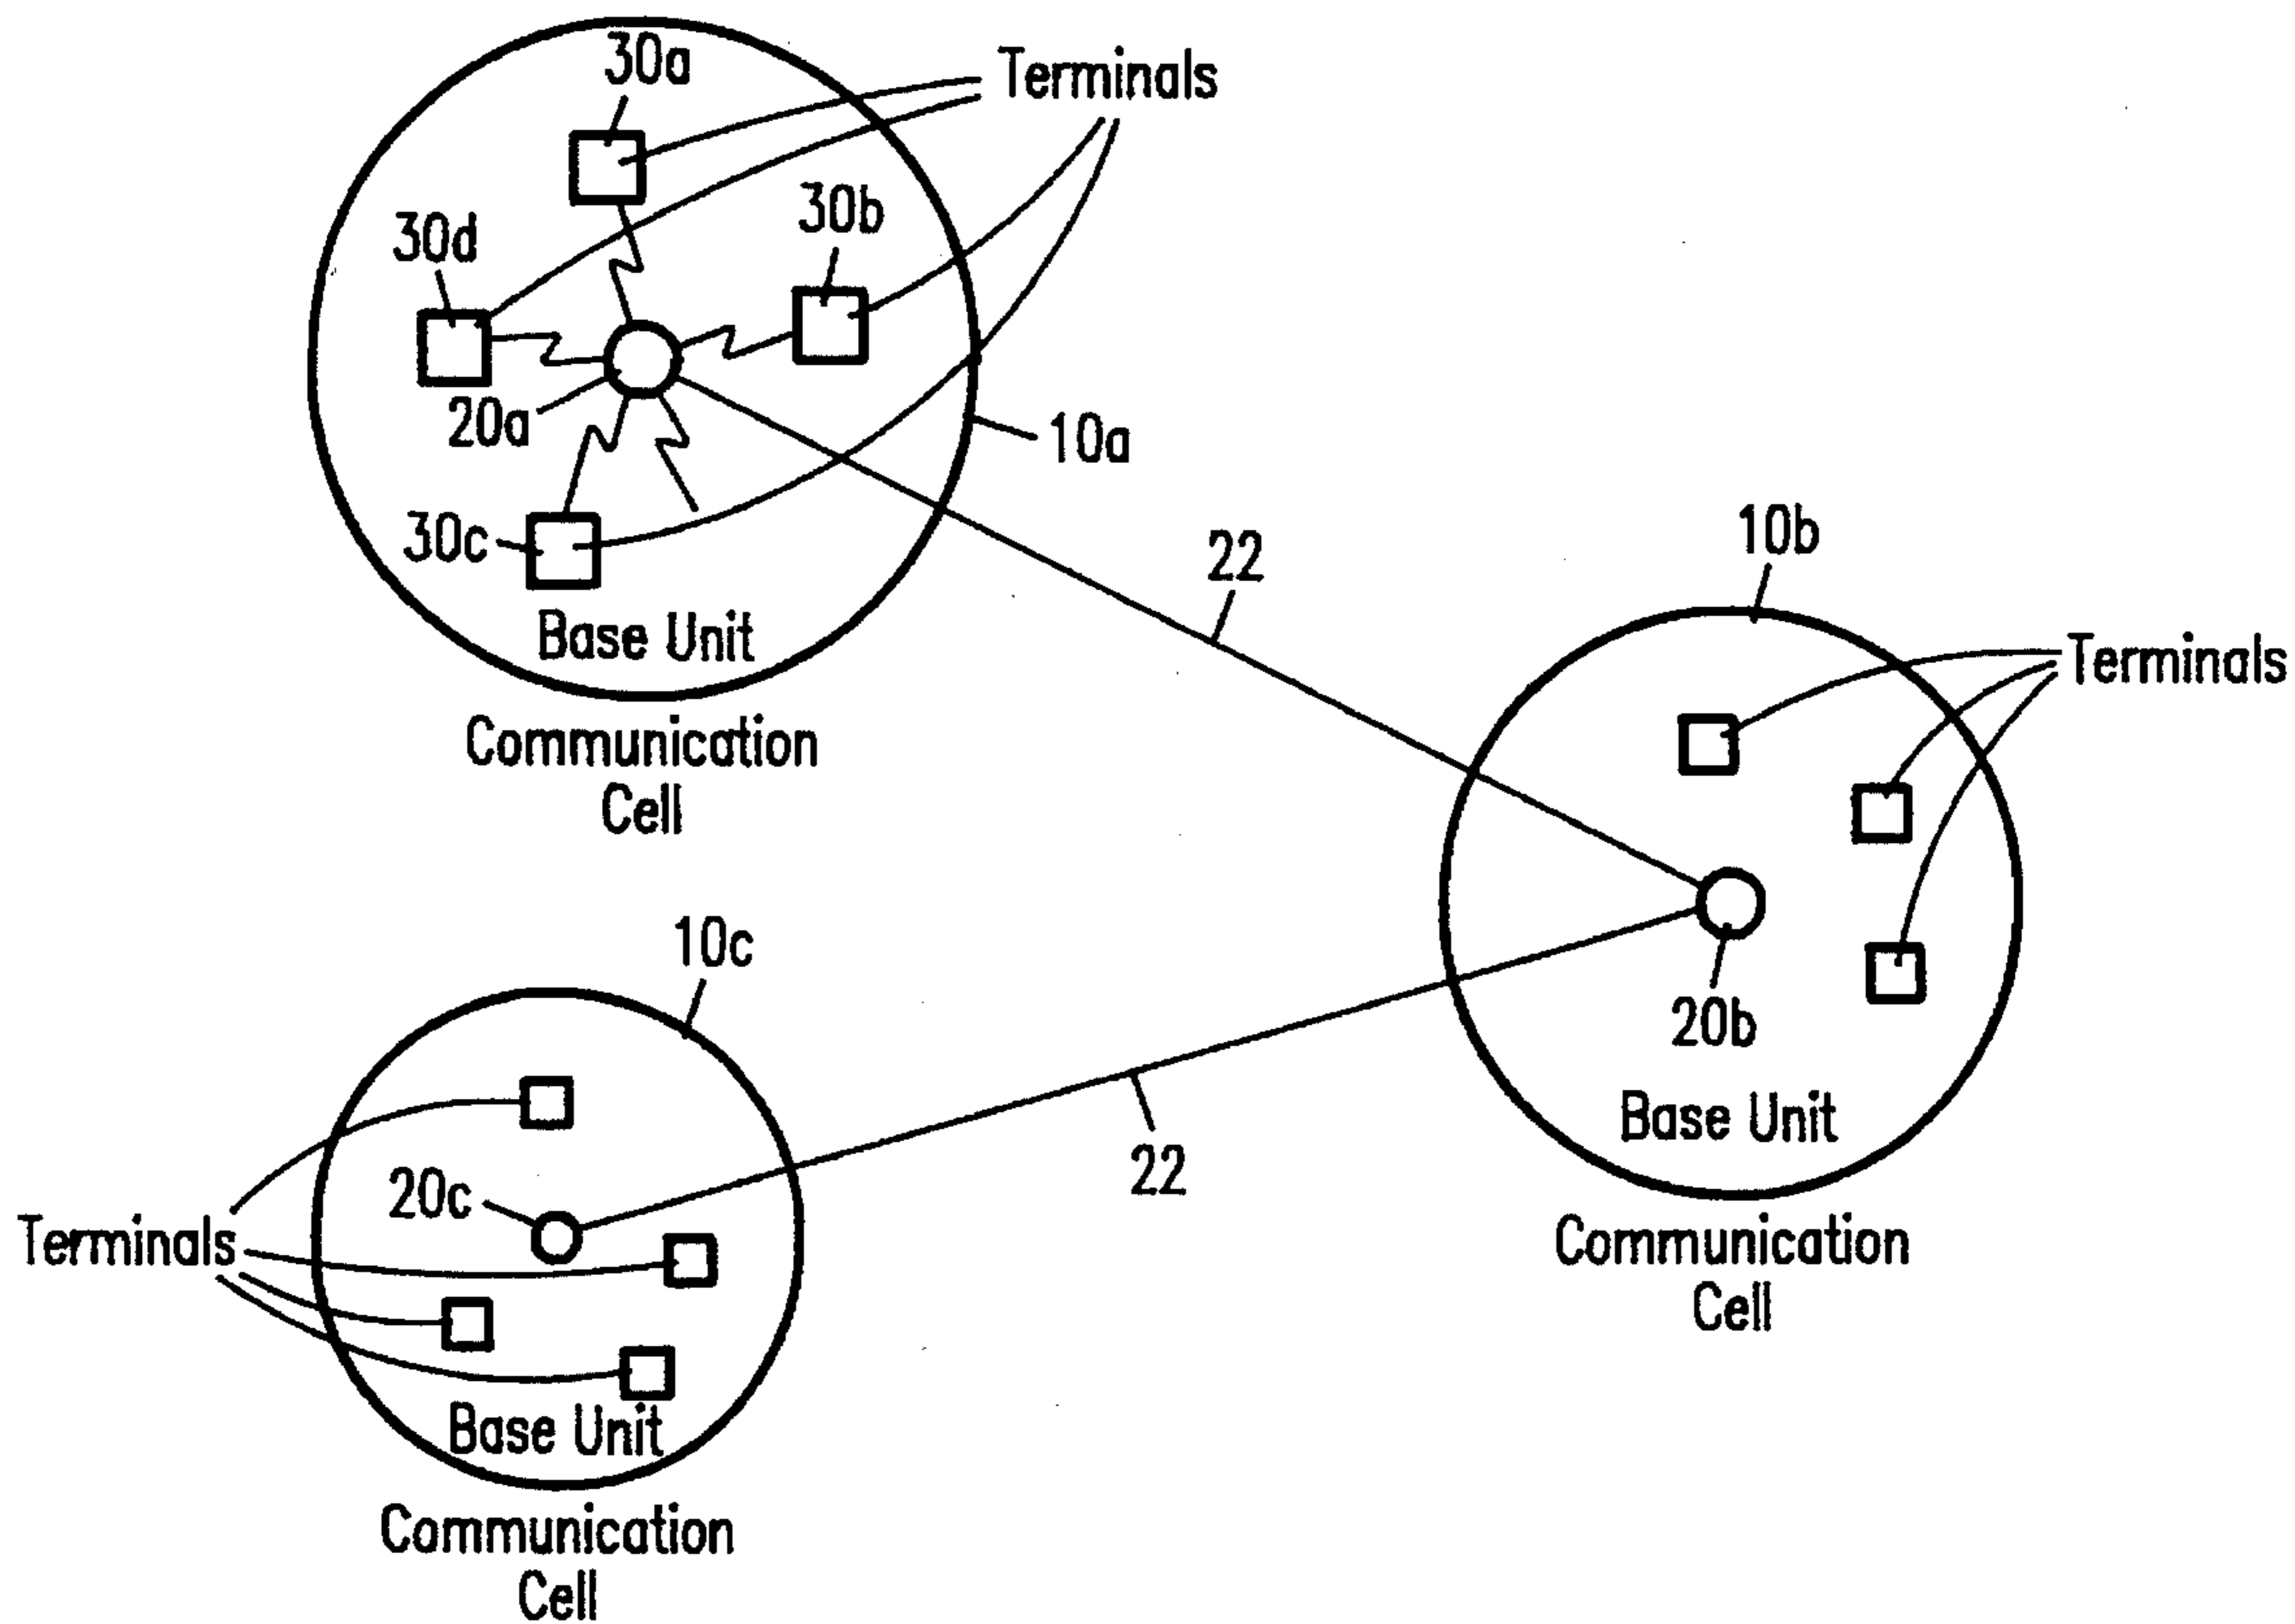 30a
Terminals
30b
30d
20a
10a
30c
Base Unit
Communication
Cell
22
10b
Terminals
20b
Base Unit
Communication
Cell
10c
22
20c
Terminals
Base Unit
Communication
Cell